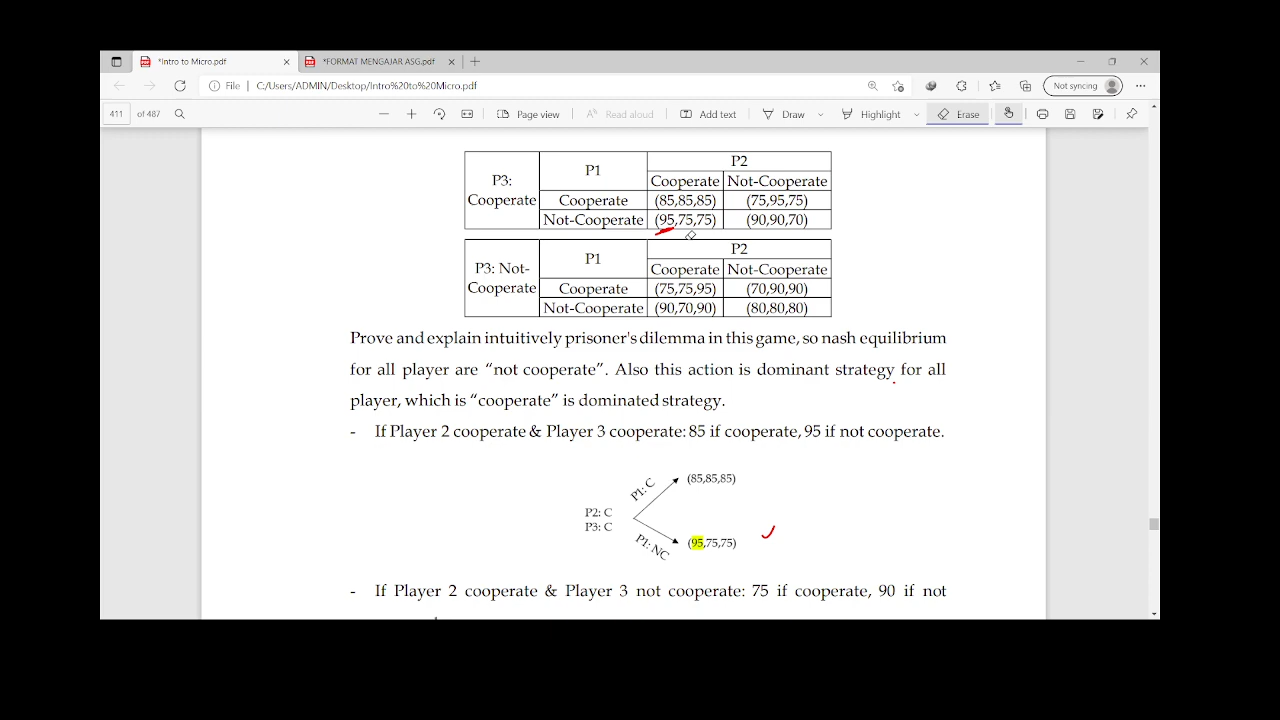 *Intro to Micro.pdf
*FORMAT MENGAJAR ASG.pdf
File | C:/Users/ADMIN/Desktop/Intro%20to%20Micro.pdf
Not syncing
411 of 487
Page view
Read aloud
Add text
Draw
Highlight
Erase
P3: Cooperate P1 P2
Cooperate Not-Cooperate
Cooperate (85,85,85) (75,95,75)
Not-Cooperate (95,75,75) (90,90,70)
P3: Not-Cooperate P1 P2
Cooperate Not-Cooperate
Cooperate (75,75,95) (70,90,90)
Not-Cooperate (90,70,90) (80,80,80)
Prove and explain intuitively prisoner's dilemma in this game, so nash equilibrium
for all player are “not cooperate”. Also this action is dominant strategy for all
player, which is “cooperate” is dominated strategy.
- If Player 2 cooperate & Player 3 cooperate: 85 if cooperate, 95 if not cooperate.
P1: C
(85,85,85)
P2: C
P3: C
P1: NC
(95,75,75)
- If Player 2 cooperate & Player 3 not cooperate: 75 if cooperate, 90 if not